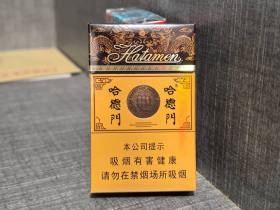 Hatamen
哈德门 哈德門
本公司提示
吸烟有害健康
请勿在禁烟场所吸烟